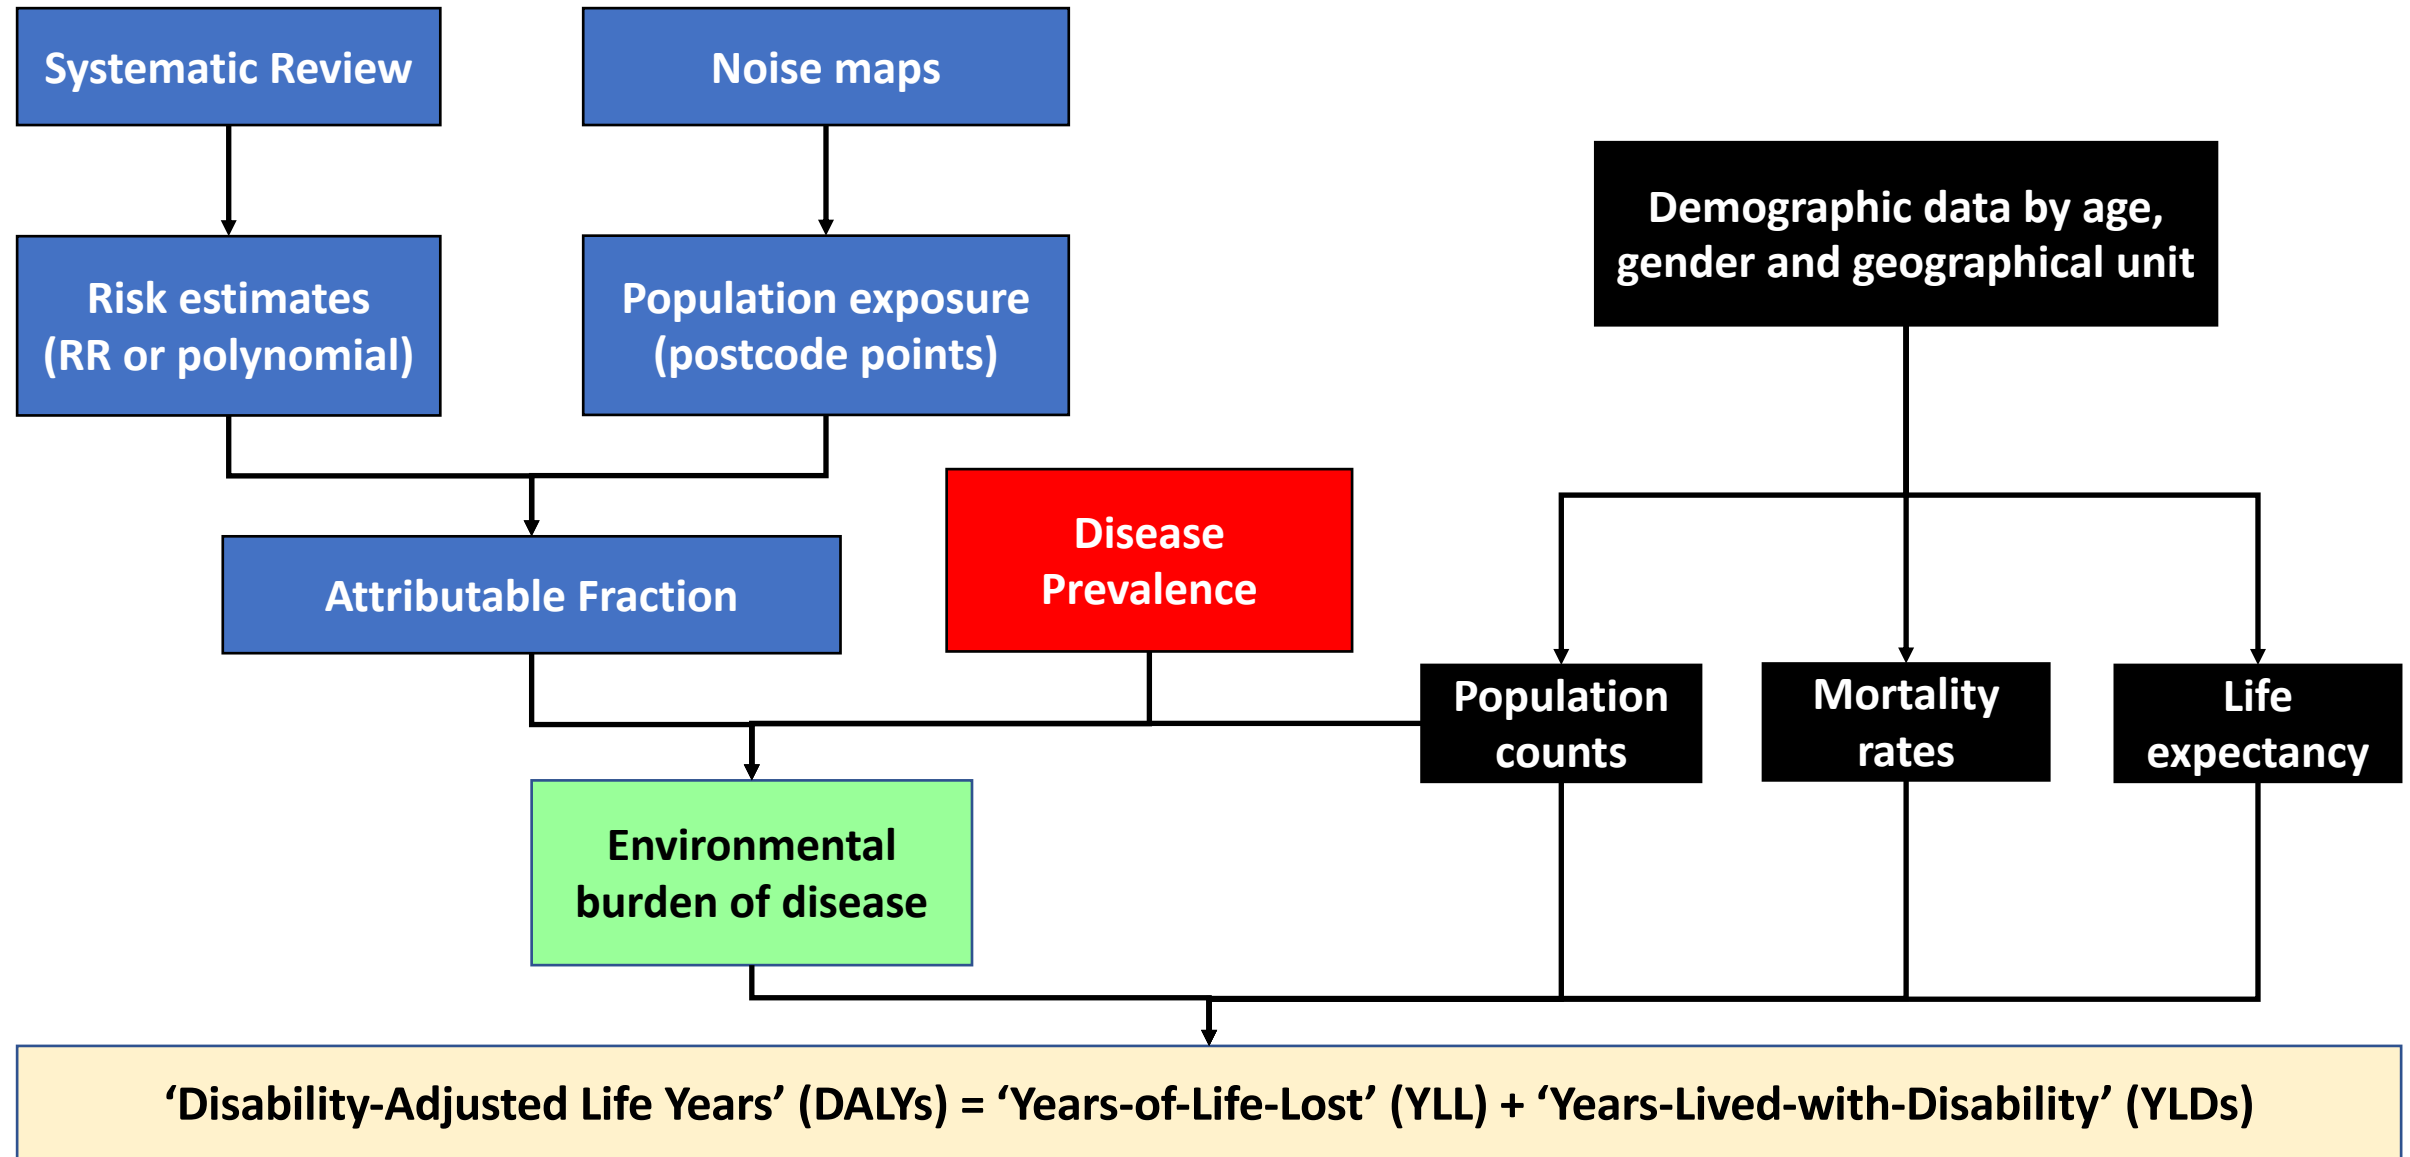 Systematic Review
Noise maps
Demographic data by age,
gender and geographical unit
Risk estimates
(RR or polynomial)
Population exposure
(postcode points)
Disease
Prevalence
Attributable Fraction
Population
counts
Mortality
rates
Life
expectancy
Environmental
burden of disease
‘Disability-Adjusted Life Years’ (DALYs) = ‘Years-of-Life-Lost’ (YLL) + ‘Years-Lived-with-Disability’ (YLDs)